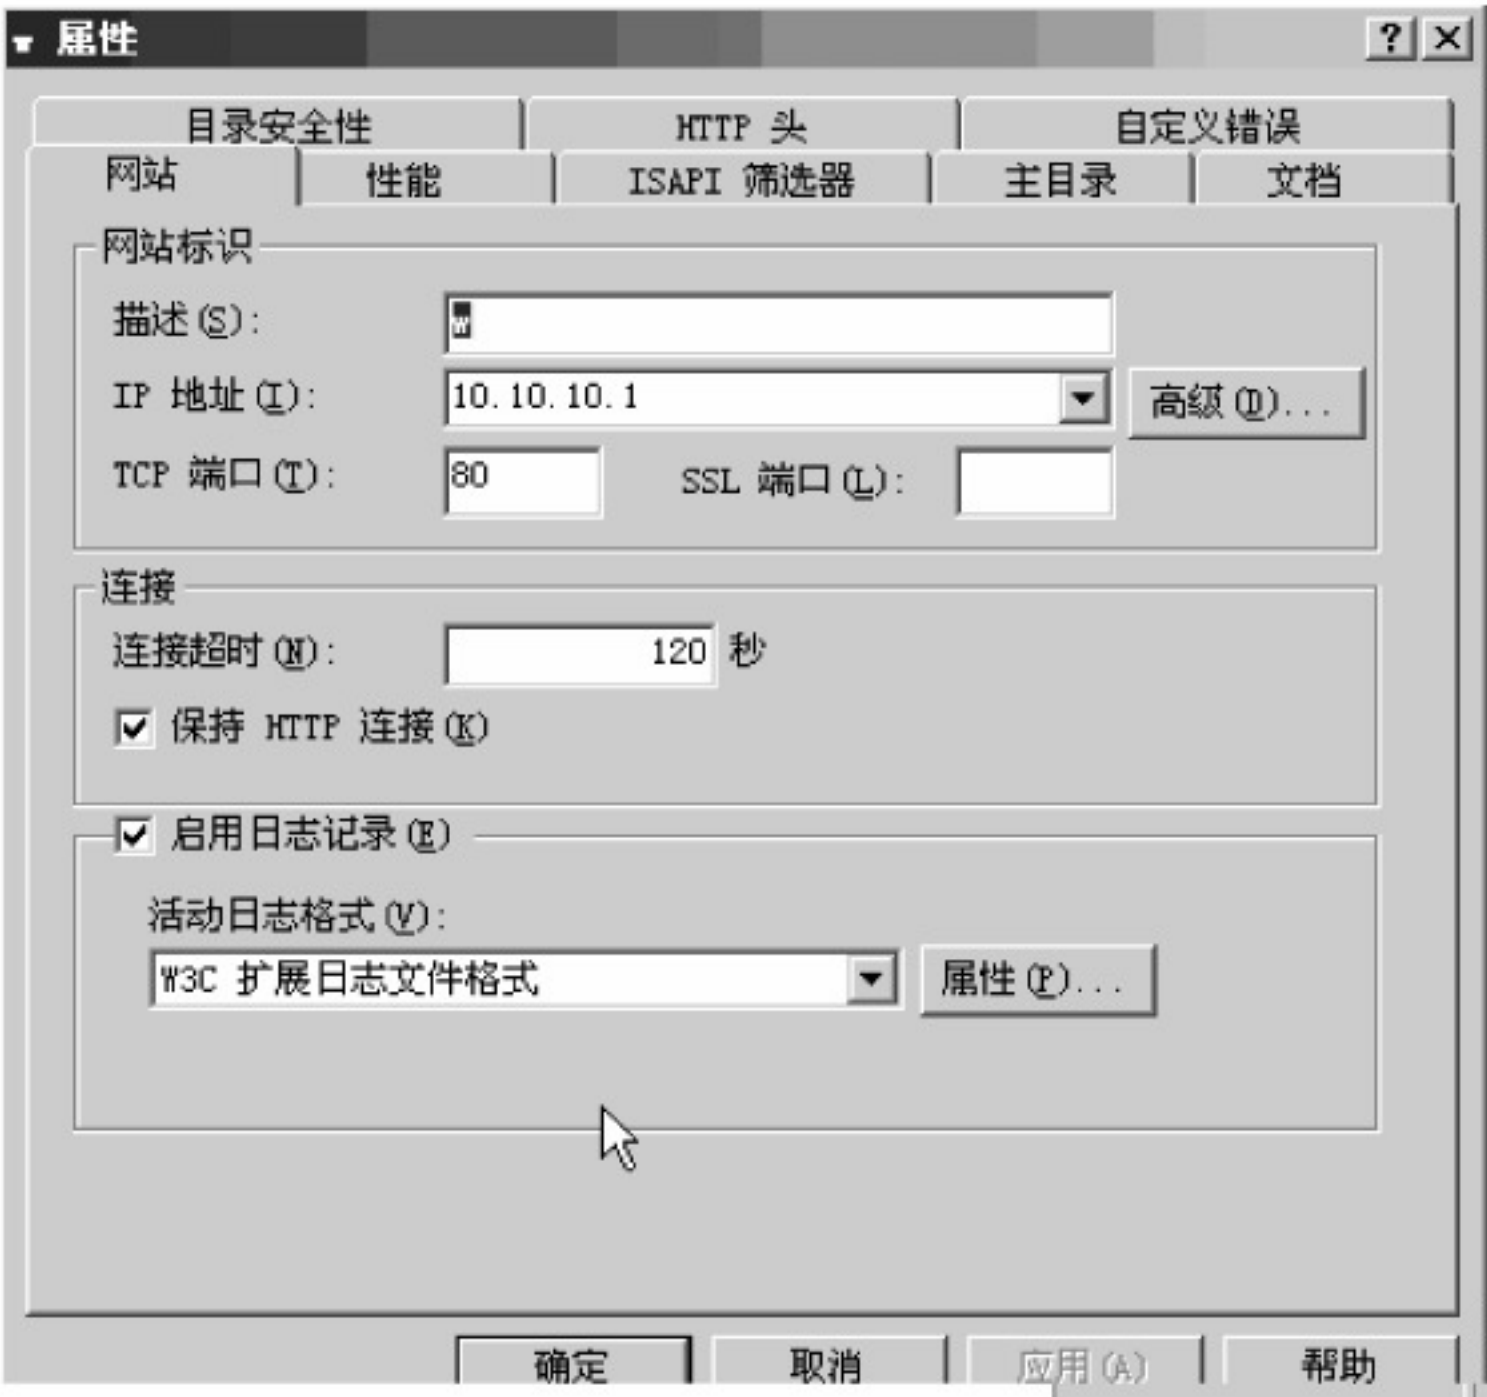 w 属性
目录安全性 HTTP 头 自定义错误
网站 性能 ISAPI 筛选器 主目录 文档
网站标识
描述(S): w
IP 地址(I): 10.10.10.1 高级(D)...
TCP 端口(T): 80 SSL 端口(L):
连接
连接超时(N): 120 秒
保持 HTTP 连接(K)
启用日志记录(E)
活动日志格式(V):
W3C 扩展日志文件格式 属性(P)...
确定 取消 应用(A) 帮助